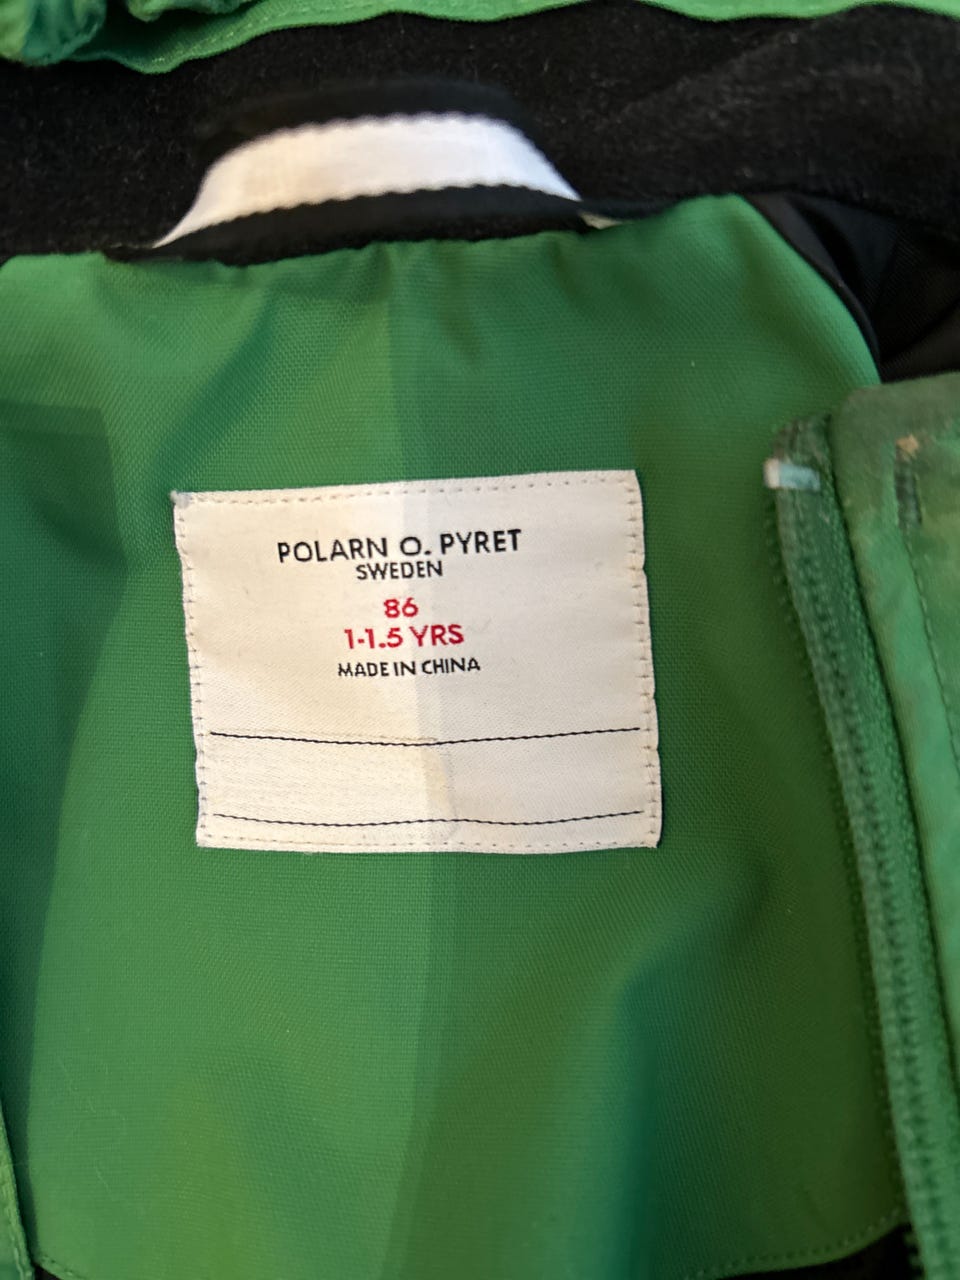 POLARN O. PYRET
SWEDEN
86
1-1.5 YRS
MADE IN CHINA